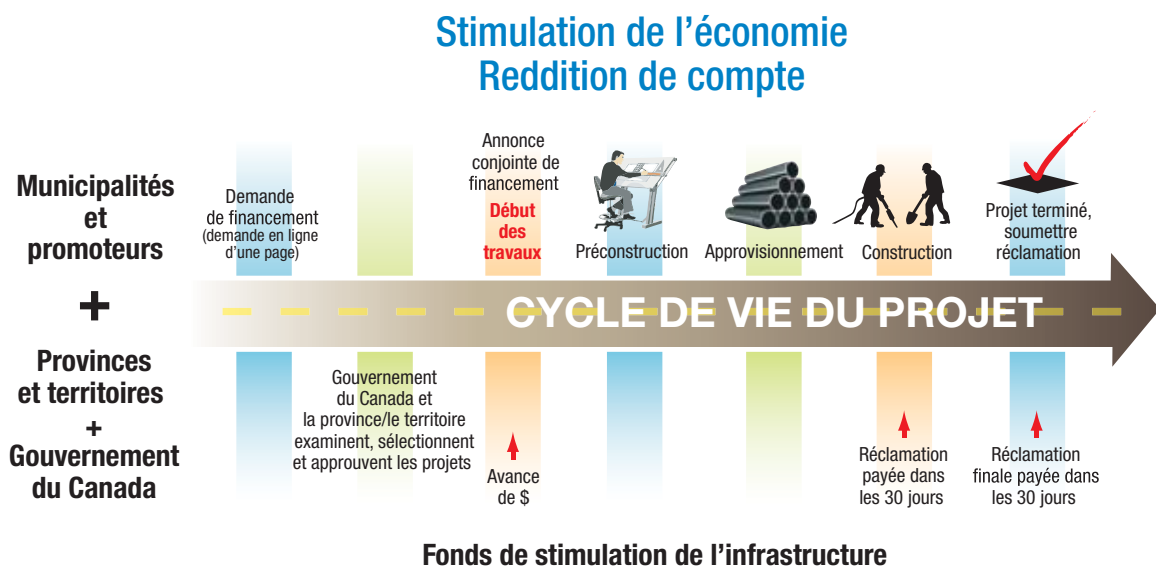 Stimulation de l'économie
Reddition de compte
Municipalités
et
promoteurs
+
Provinces
et territoires
+
Gouvernement
du Canada
Demande
de financement
(demande en ligne
d'une page)
Annonce
conjointe de
financement
Début
des
travaux
Préconstruction
Approvisionnement
Construction
Projet terminé,
soumettre
réclamation
CYCLE DE VIE DU PROJET
Gouvernement
du Canada et
la province/le territoire
examinent, sélectionnent
et approuvent les projets
Avance
de $
Réclamation
payée dans
les 30 jours
Réclamation
finale payée dans
les 30 jours
Fonds de stimulation de l'infrastructure